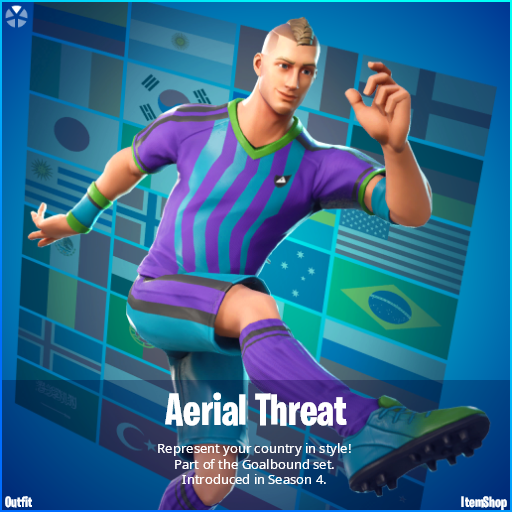 Aerial Threat
Represent your country in style!
Part of the Goalbound set.
Introduced in Season 4.
Outfit
ItemShop